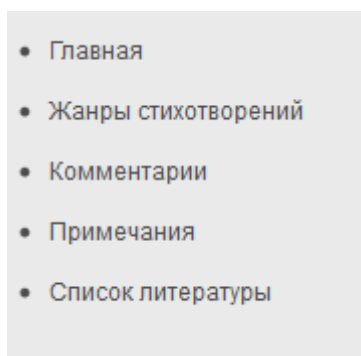 Главная
Жанры стихотворений
Комментарии
Примечания
Список литературы